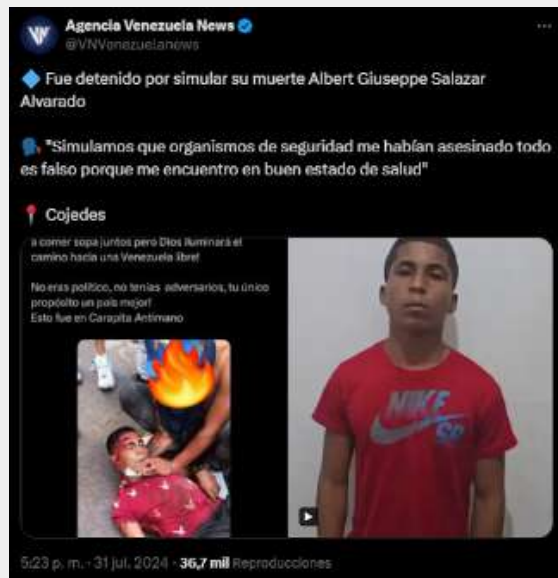 Agencia Venezuela News
@VNVenezuelanews
Fue detenido por simular su muerte Albert Giuseppe Salazar
Alvarado
"Simulamos que organismos de seguridad me habían asesinado todo
es falso porque me encuentro en buen estado de salud"
Cojedes
a comer sopa juntos pero Dios iluminará el
camino hacia una Venezuela libre!
No eras político, no tenías adversarios, tu único
propósito un país mejor!
Esto fue en Carapita Antimano
NIKE
SB
5:23 p. m. · 31 jul. 2024 · 36,7 mil Reproducciones